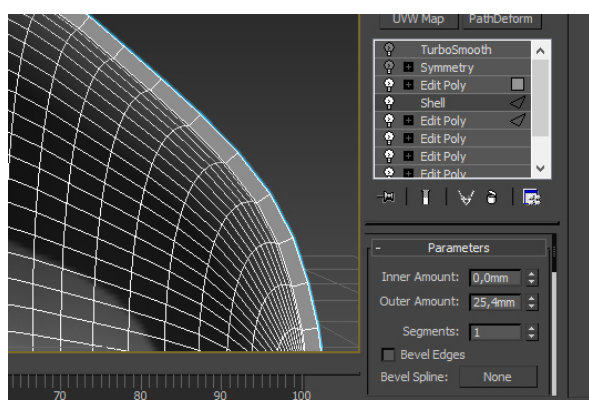 UVW Map PathDeform
TurboSmooth
Symmetry
Edit Poly
Shell
Edit Poly
Edit Poly
Edit Poly
Edit Poly
- Parameters
Inner Amount: 0,0mm
Outer Amount: 25,4mm
Segments: 1
Bevel Edges
Bevel Spline: None
70 80 90 100